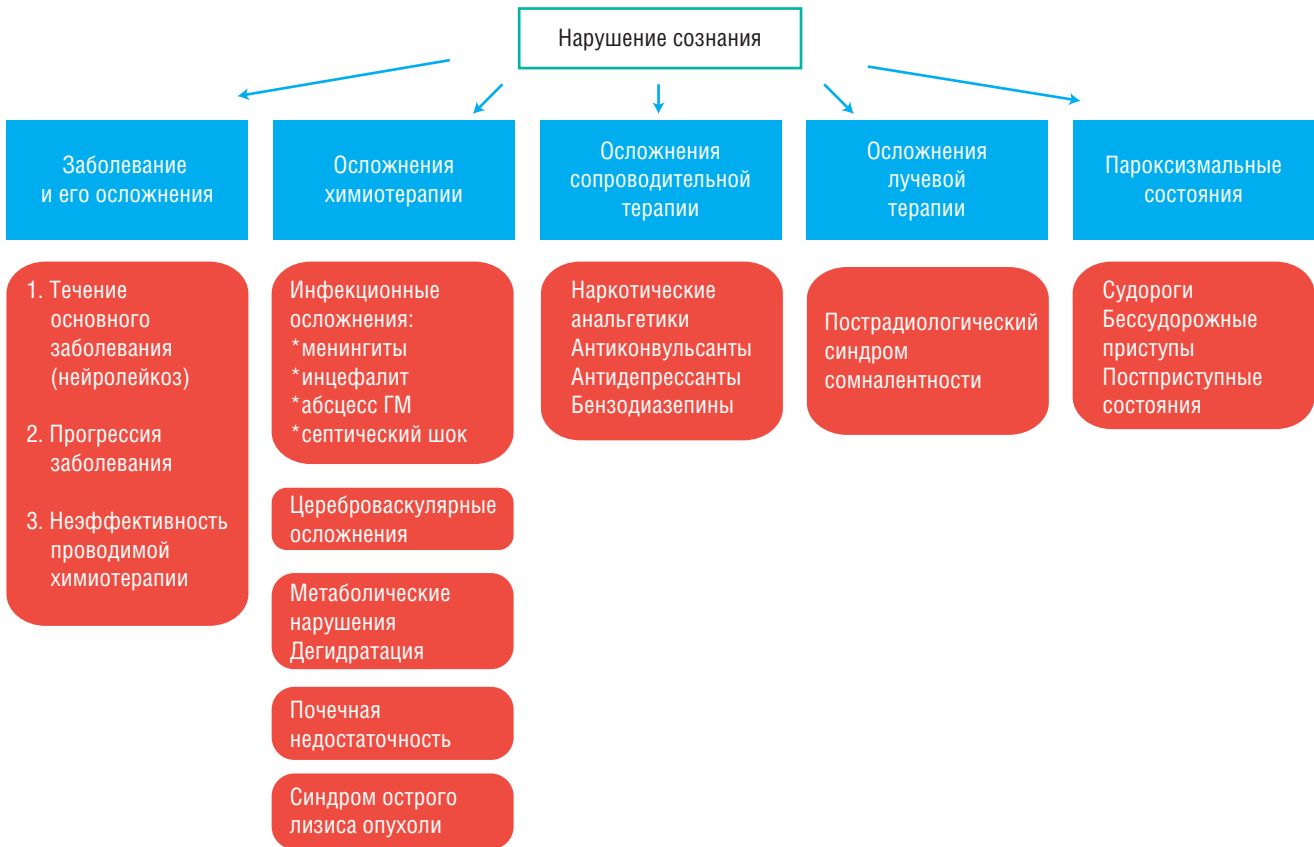 Нарушение сознания
Заболевание
и его осложнения
Осложнения
химиотерапии
Осложнения
сопроводительной
терапии
Осложнения
лучевой
терапии
Пароксизмальные
состояния
1. Течение
основного
заболевания
(нейролейкоз)
2. Прогрессия
заболевания
3. Неэффективность
проводимой
химиотерапии
Инфекционные
осложнения:
*менингиты
*инцефалит
*абсцесс ГМ
*септический шок
Цереброваскулярные
осложнения
Метаболические
нарушения
Дегидратация
Почечная
недостаточность
Синдром острого
лизиса опухоли
Наркотические
анальгетики
Антиконвульсанты
Антидепрессанты
Бензодиазепины
Пострадиологический
синдром
сомналентности
Судороги
Бессудорожные
приступы
Постприступные
состояния